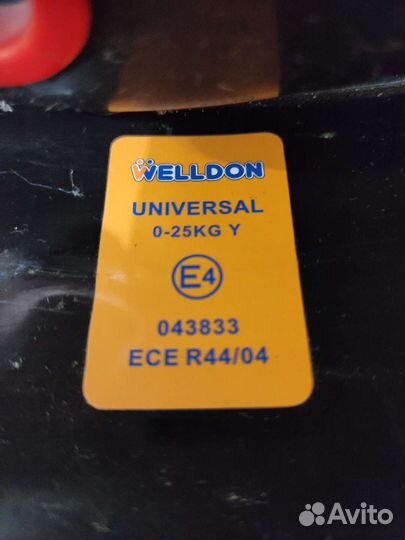 WELLDON
UNIVERSAL
0-25KG Y
E4
043833
ECE R44/04
Avito